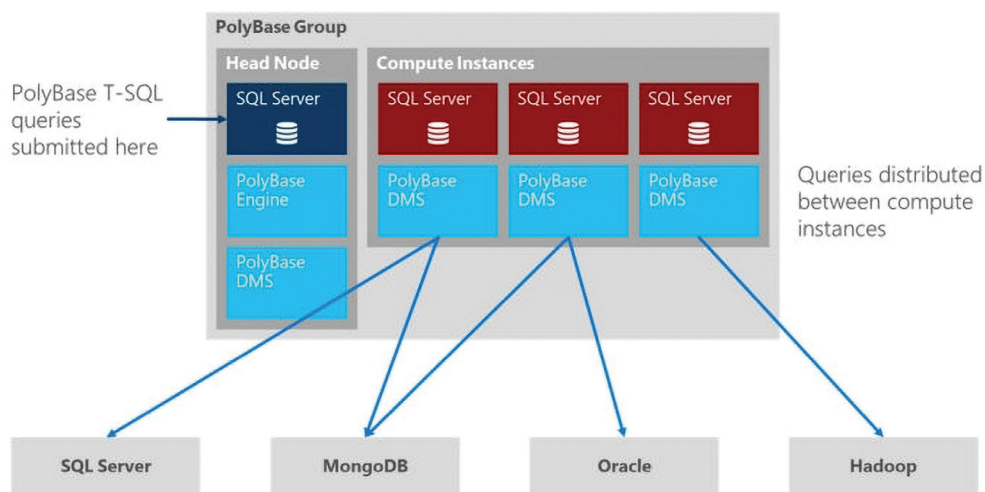 PolyBase Group
Head Node
Compute Instances
PolyBase T-SQL
queries
submitted here
SQL Server
SQL Server
SQL Server
SQL Server
PolyBase
Engine
PolyBase
DMS
PolyBase
DMS
PolyBase
DMS
Queries distributed
between compute
instances
PolyBase
DMS
SQL Server
MongoDB
Oracle
Hadoop